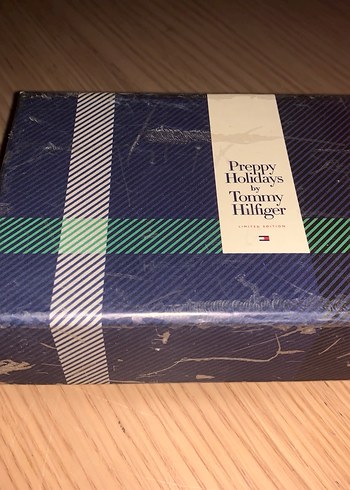 Preppy
Holidays
by
Tommy
Hilfiger
LIMITED EDITION